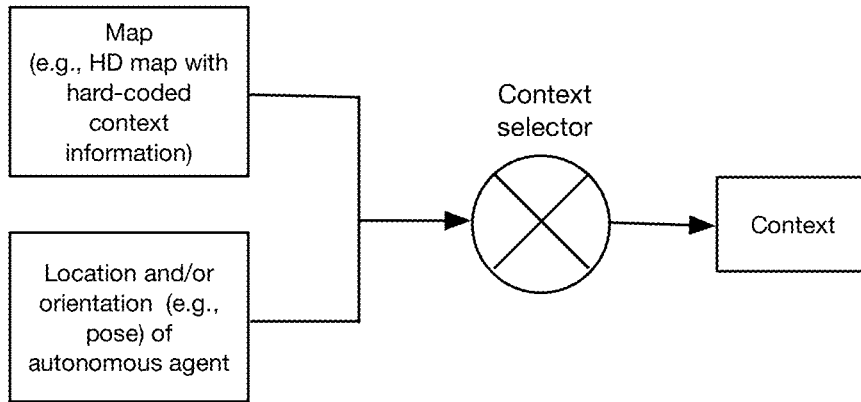 Map
(e.g., HD map with
hard-coded
context
information)
Context
selector
Context
Location and/or
orientation (e.g.,
pose) of
autonomous agent